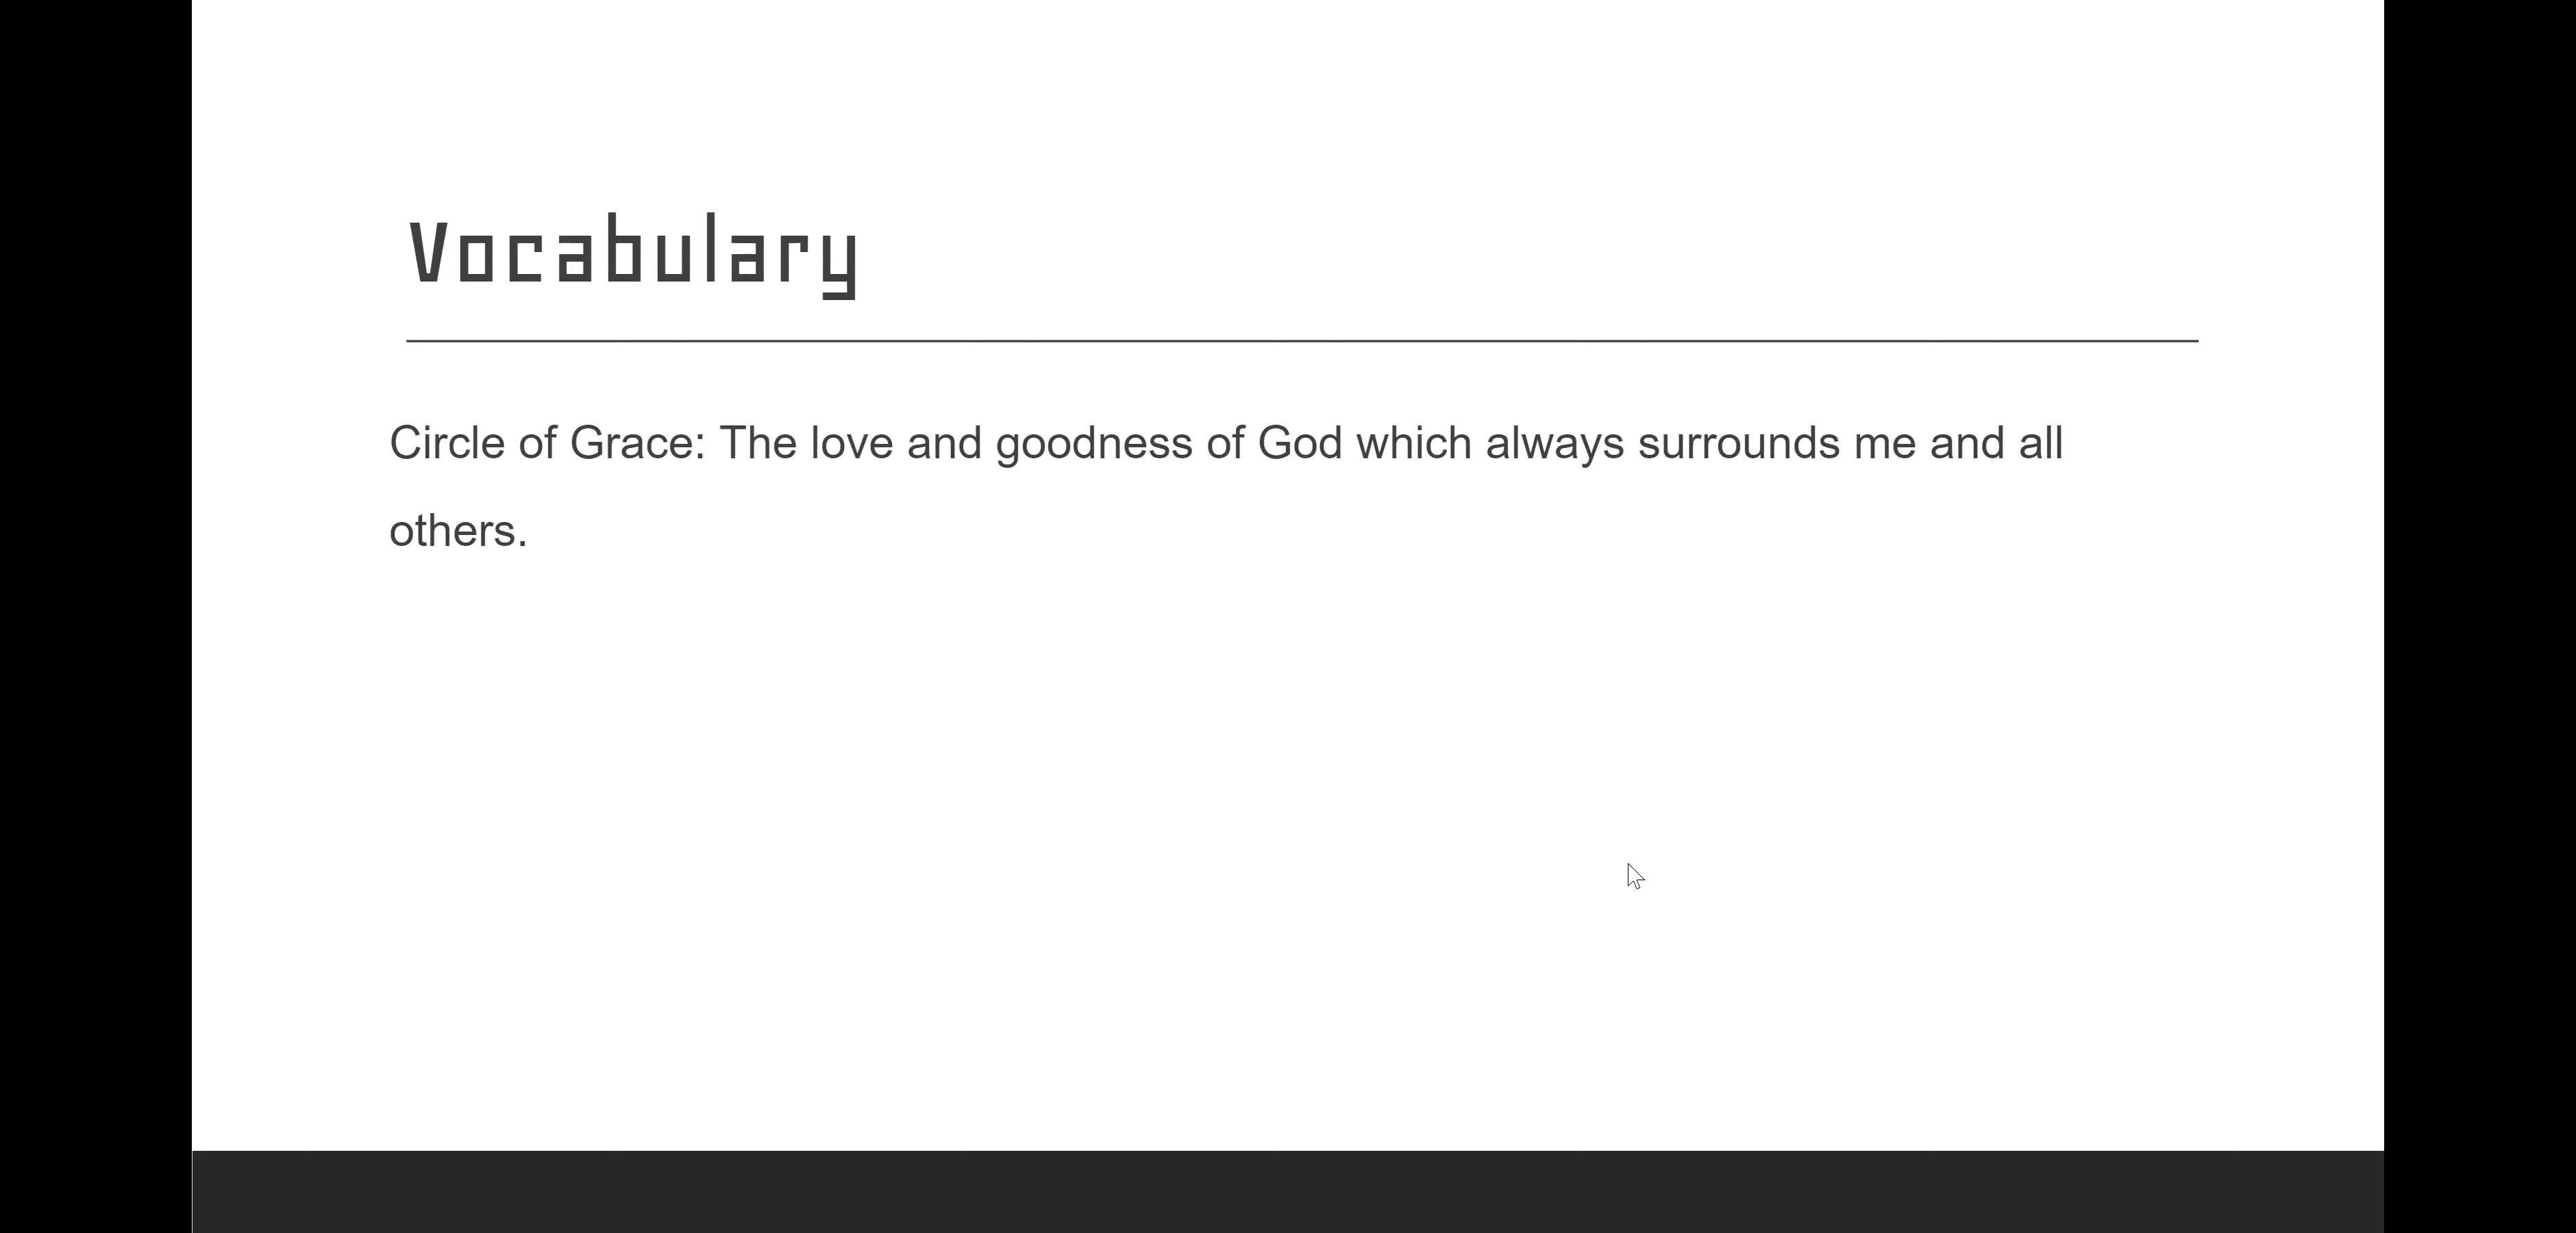 Vocabulary
Circle of Grace: The love and goodness of God which always surrounds me and all
others.